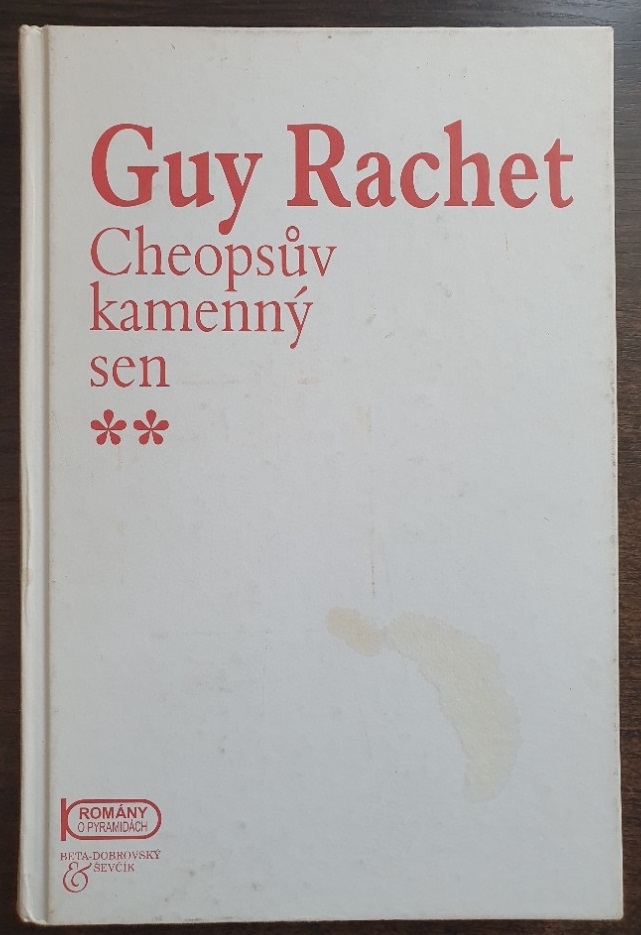 Guy Rachet
Cheopsův
kamenný
sen
**
ROMÁNY
O PYRAMIDÁCH
BETA-DOBROVSKÝ
& ŠEVČÍK